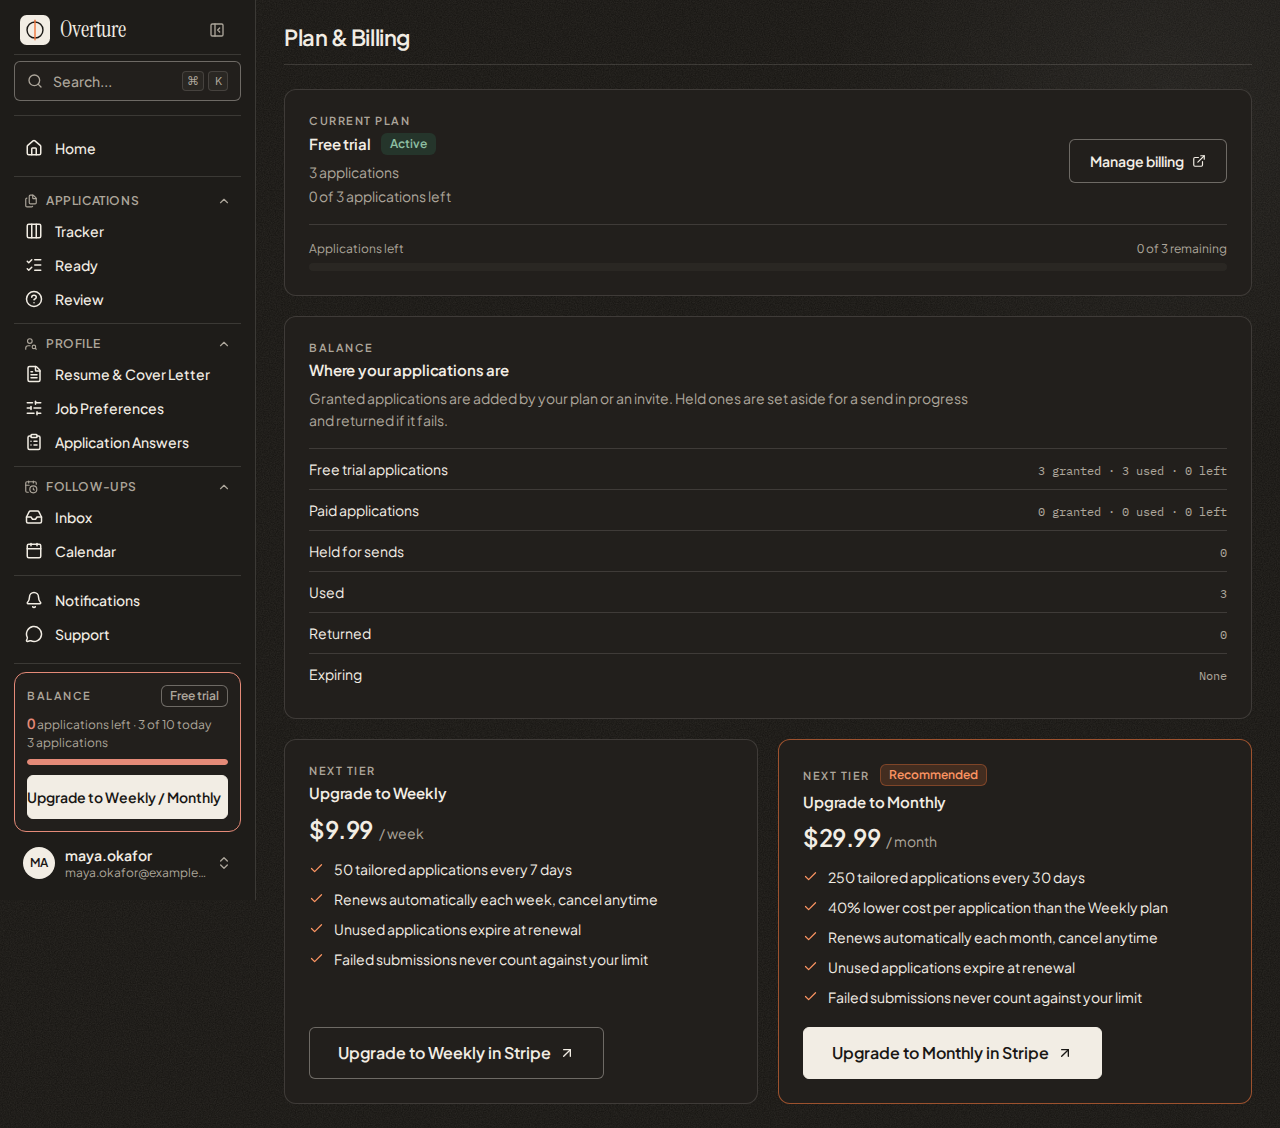 Overture
Search...
⌘ K
Home
APPLICATIONS
Tracker
Ready
Review
PROFILE
Resume & Cover Letter
Job Preferences
Application Answers
FOLLOW-UPS
Inbox
Calendar
Notifications
Support
BALANCE
Free trial
0 applications left · 3 of 10 today
3 applications
Upgrade to Weekly / Monthly
MA
maya.okafor
maya.okafor@example...
Plan & Billing
CURRENT PLAN
Free trial Active
3 applications
0 of 3 applications left
Manage billing
Applications left 0 of 3 remaining
BALANCE
Where your applications are
Granted applications are added by your plan or an invite. Held ones are set aside for a send in progress
and returned if it fails.
Free trial applications 3 granted · 3 used · 0 left
Paid applications 0 granted · 0 used · 0 left
Held for sends 0
Used 3
Returned 0
Expiring None
NEXT TIER
Upgrade to Weekly
$9.99 / week
50 tailored applications every 7 days
Renews automatically each week, cancel anytime
Unused applications expire at renewal
Failed submissions never count against your limit
Upgrade to Weekly in Stripe
NEXT TIER Recommended
Upgrade to Monthly
$29.99 / month
250 tailored applications every 30 days
40% lower cost per application than the Weekly plan
Renews automatically each month, cancel anytime
Unused applications expire at renewal
Failed submissions never count against your limit
Upgrade to Monthly in Stripe